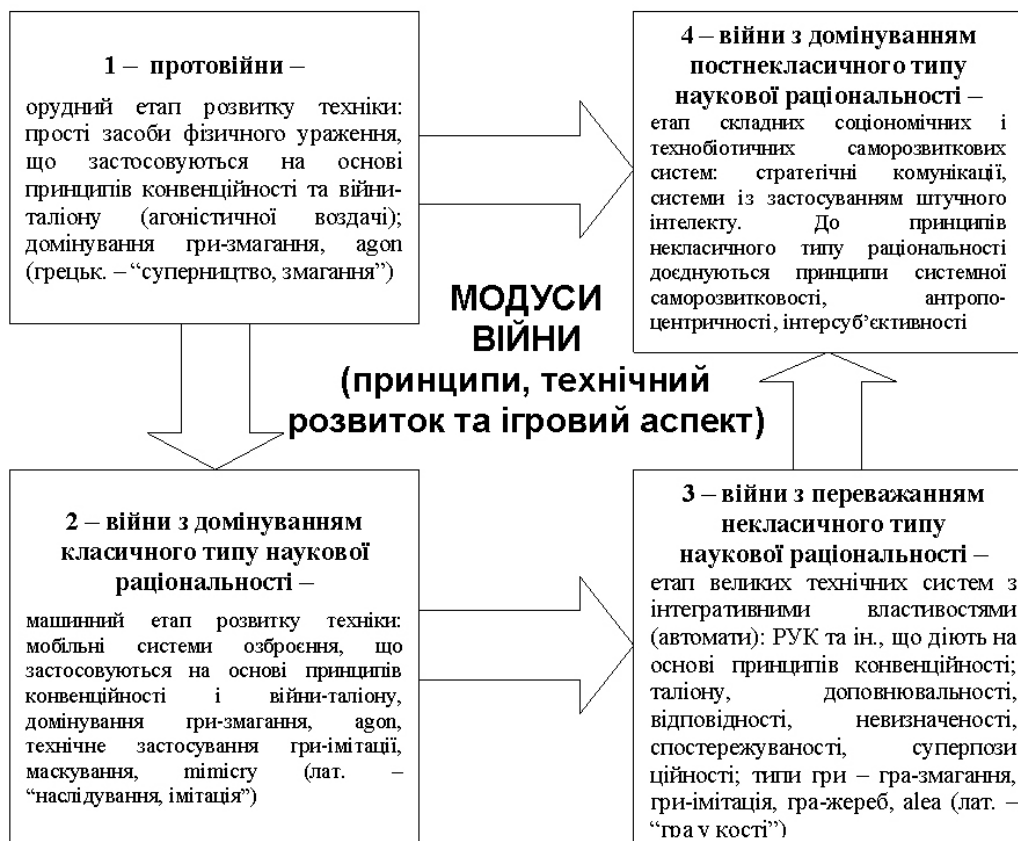 1 – протовійни –
орудний етап розвитку техніки:
прості засоби фізичного ураження,
що застосовуються на основі
принципів конвенційності та війни-
таліону (агоністичної воздачі);
домінування гри-змагання, agon
(грецьк. – “суперництво, змагання”)
4 – війни з домінуванням
постнекласичного типу
наукової раціональності –
етап складних соціономічних і
технобіотичних саморозвиткових
систем: стратегічні комунікації,
системи із застосуванням штучного
інтелекту. До принципів
некласичного типу раціональності
доєднуються принципи системної
саморозвитковості, антропо-
центричності, інтерсуб’єктивності
МОДУСИ
ВІЙНИ
(принципи, технічний
розвиток та ігровий аспект)
2 – війни з домінуванням
класичного типу наукової
раціональності –
машинний етап розвитку техніки:
мобільні системи озброєння, що
застосовуються на основі принципів
конвенційності і війни-таліону,
домінування гри-змагання, agon,
технічне застосування гри-імітації,
маскування, mimicry (лат. –
“наслідування, імітація”)
3 – війни з переважанням
некласичного типу
наукової раціональності –
етап великих технічних систем з
інтегративними властивостями
(автомати): РУК та ін., що діють на
основі принципів конвенційності;
таліону, доповнювальності,
відповідності, невизначеності,
спостережуваності, суперпози
ційності; типи гри – гра-змагання,
гри-імітація, гра-жереб, alea (лат. –
“гра у кості”)